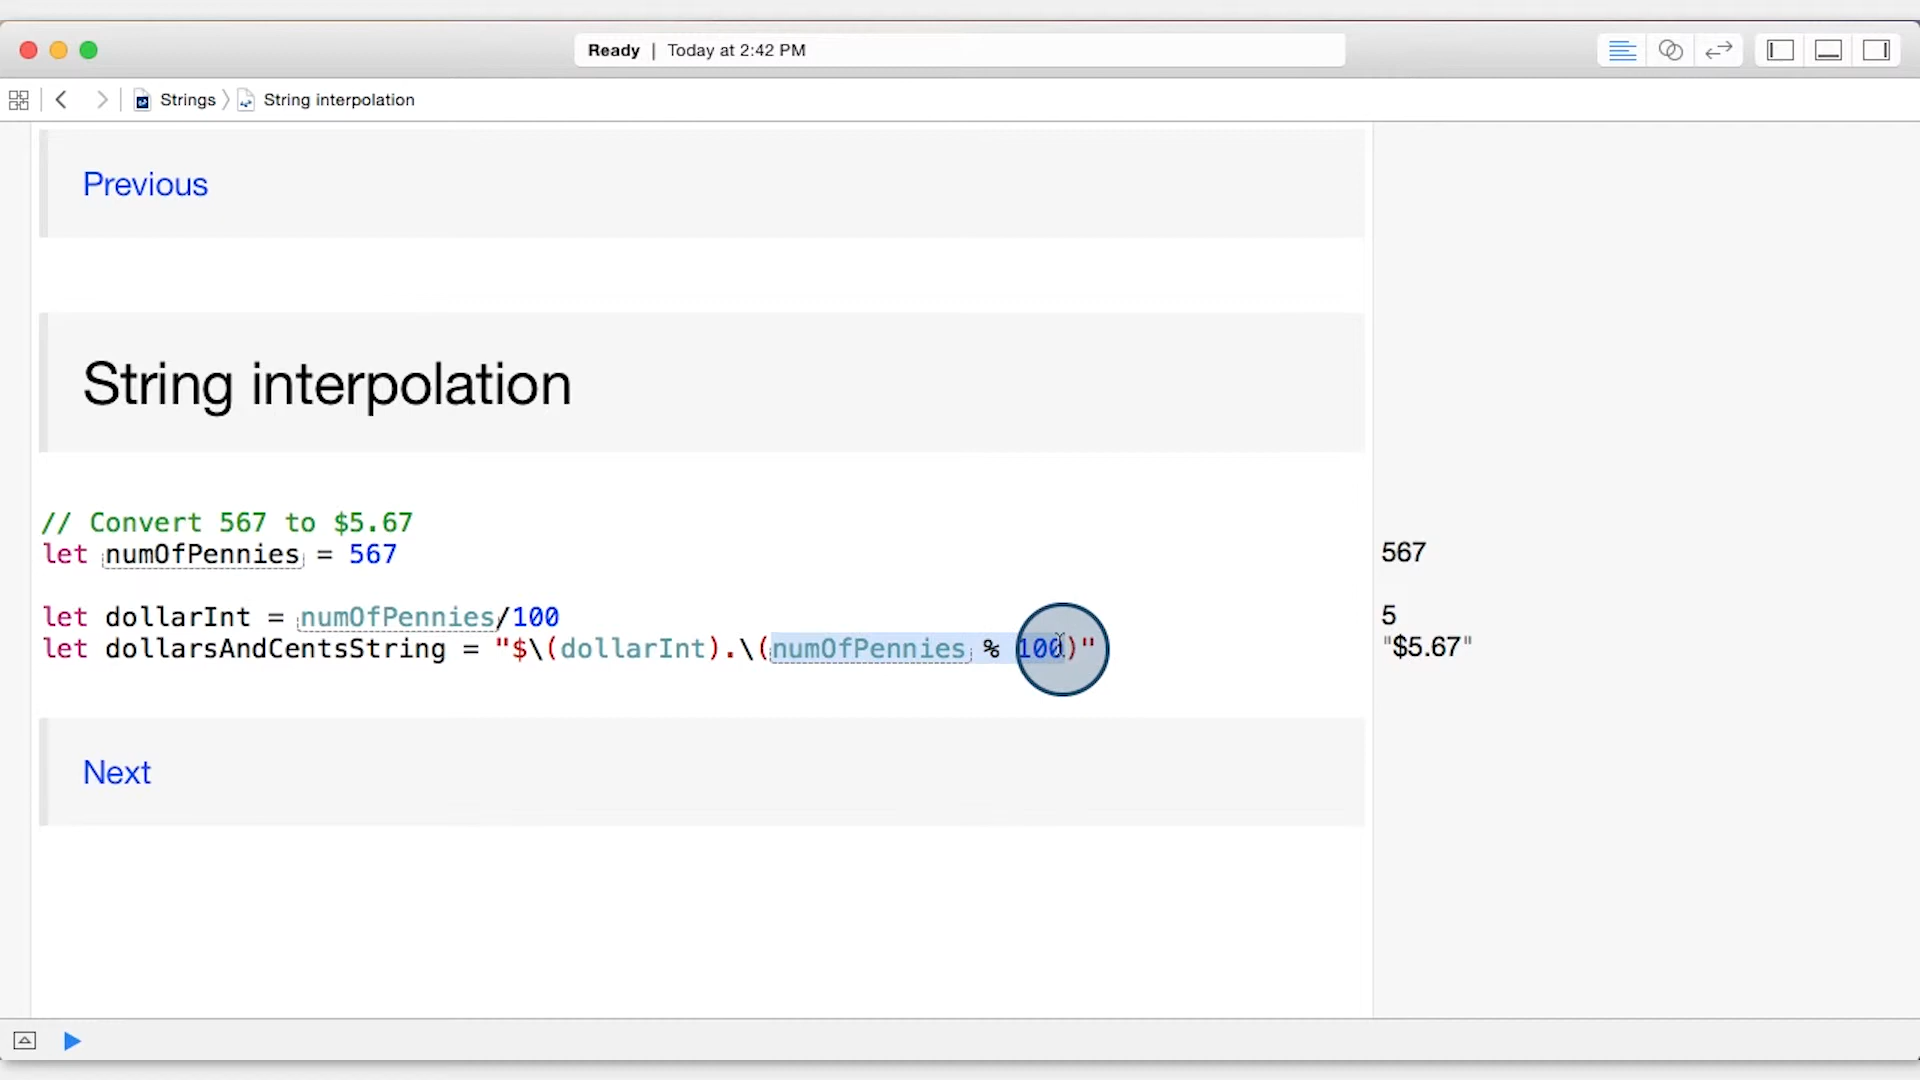 Ready | Today at 2:42 PM
Strings 〉 String interpolation
Previous
String interpolation
// Convert 567 to $5.67
let numOfPennies = 567 567
let dollarInt = numOfPennies/100 5
let dollarsAndCentsString = "$\(dollarInt).\(numOfPennies % 100)" "$5.67"
Next